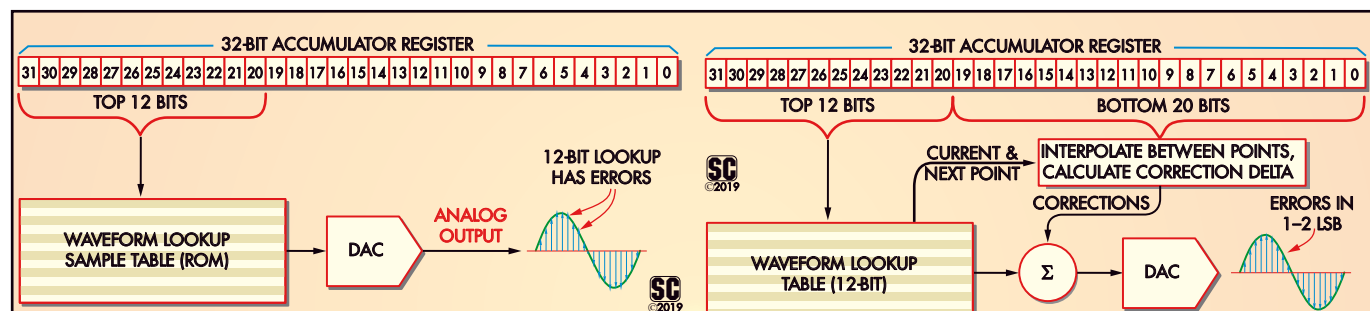 32-BIT ACCUMULATOR REGISTER
31 30 29 28 27 26 25 24 23 22 21 20 19 18 17 16 15 14 13 12 11 10 9 8 7 6 5 4 3 2 1 0
TOP 12 BITS
12-BIT LOOKUP
HAS ERRORS
WAVEFORM LOOKUP
SAMPLE TABLE (ROM)
DAC
ANALOG
OUTPUT
SC
©2019
32-BIT ACCUMULATOR REGISTER
31 30 29 28 27 26 25 24 23 22 21 20 19 18 17 16 15 14 13 12 11 10 9 8 7 6 5 4 3 2 1 0
TOP 12 BITS
BOTTOM 20 BITS
SC
©2019
CURRENT &
NEXT POINT
INTERPOLATE BETWEEN POINTS,
CALCULATE CORRECTION DELTA
CORRECTIONS
ERRORS IN
1–2 LSB
WAVEFORM LOOKUP
TABLE (12-BIT)
Σ
DAC